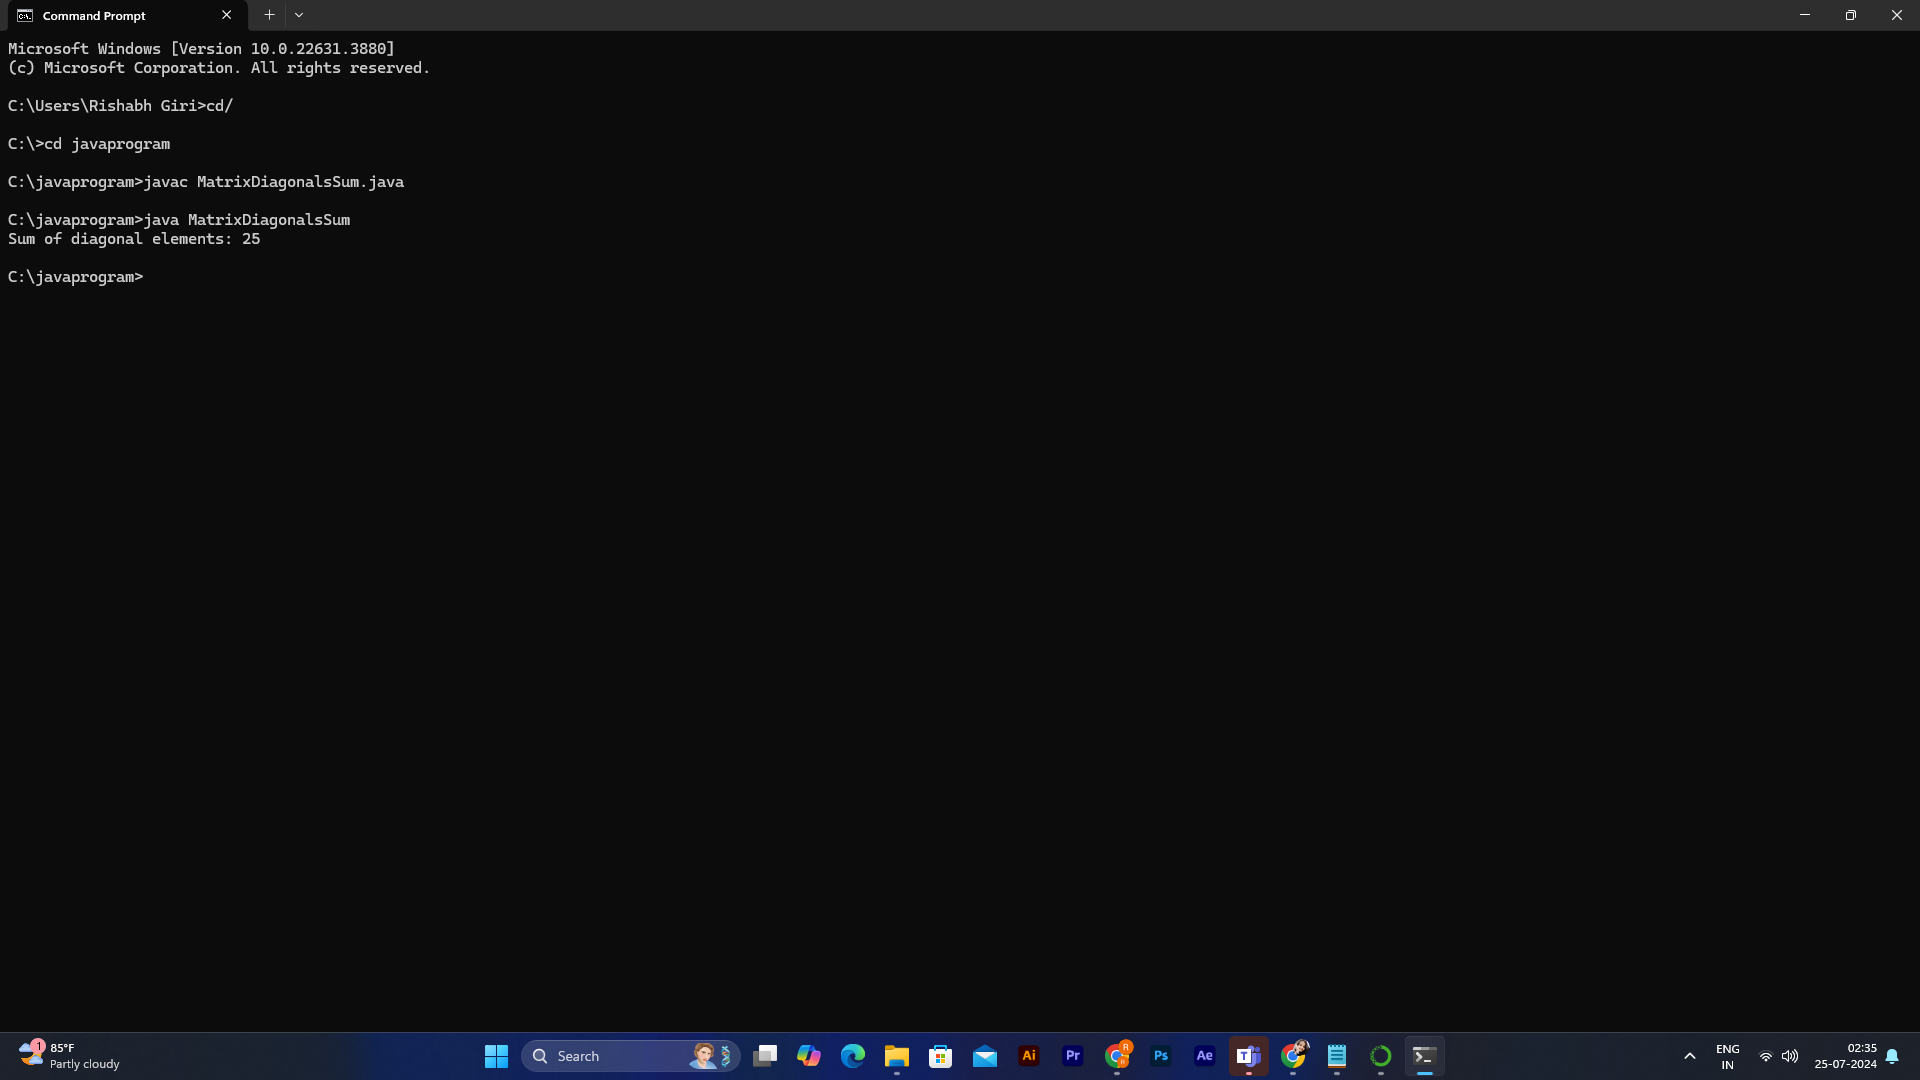 Command Prompt
Microsoft Windows [Version 10.0.22631.3880]
(c) Microsoft Corporation. All rights reserved.
C:\Users\Rishabh Giri>cd/
C:\>cd javaprogram
C:\javaprogram>javac MatrixDiagonalsSum.java
C:\javaprogram>java MatrixDiagonalsSum
Sum of diagonal elements: 25
C:\javaprogram>
1
85°F
Partly cloudy
Search
Ai
Pr
R
Ps
Ae
T
ENG
IN
02:35
25-07-2024